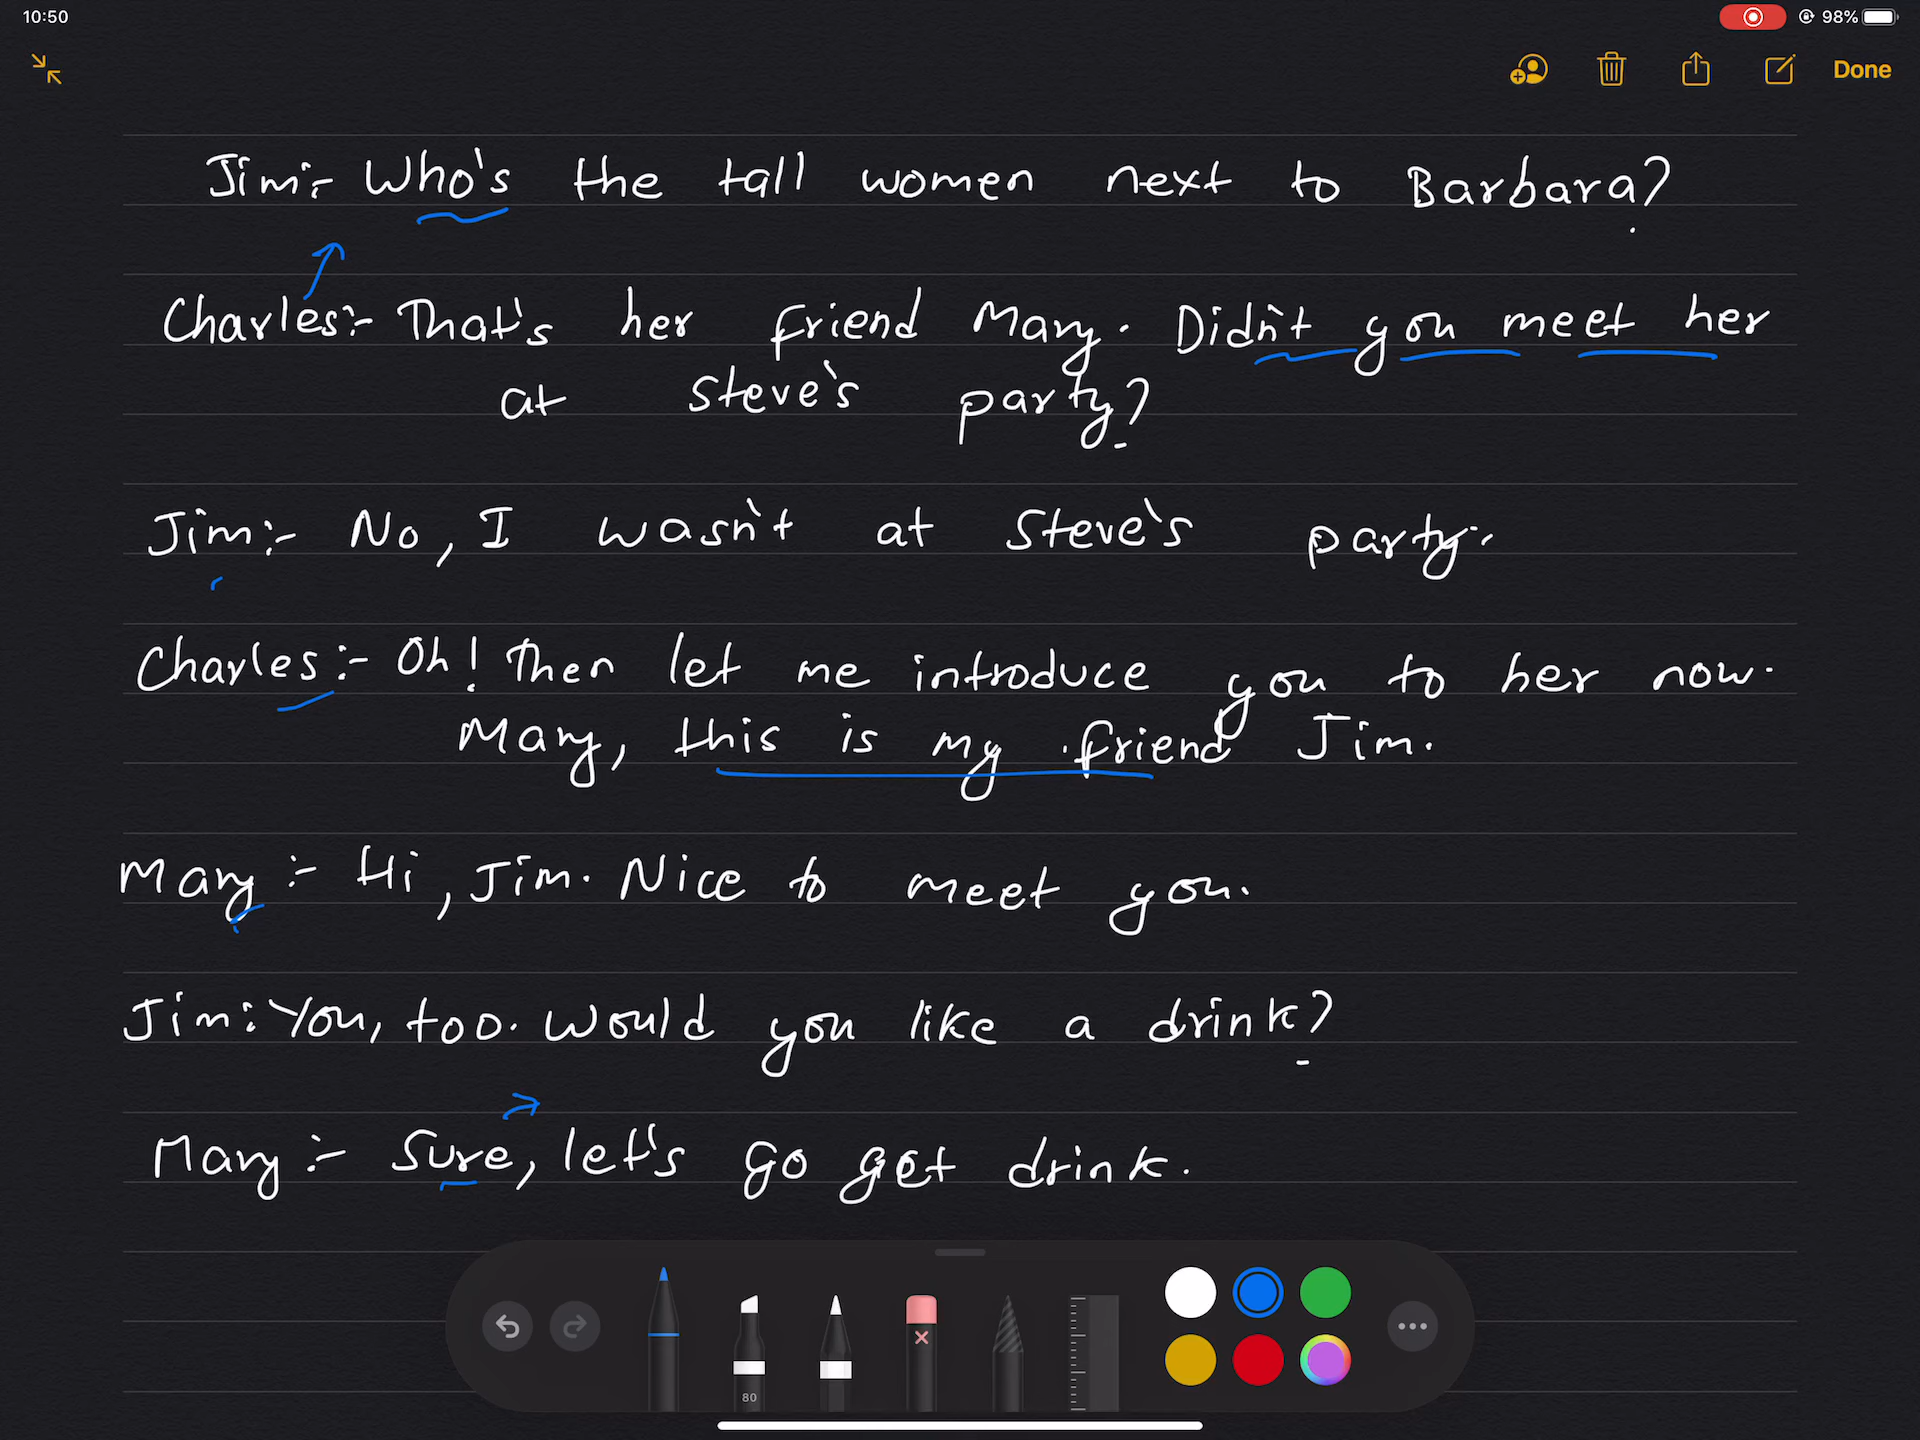 10:50
98%
Done
Jim:- Who's the tall women next to Barbara?
Charles:- That's her friend Mary. Didn't you meet her
at Steve's party?
Jim:- No, I wasn't at Steve's party.
Charles:- Oh! Then let me introduce you to her now.
Mary, this is my friend Jim.
Mary :- Hi, Jim. Nice to meet you.
Jim: You, too. Would you like a drink?
Mary :- Sure, let's go get drink.
80